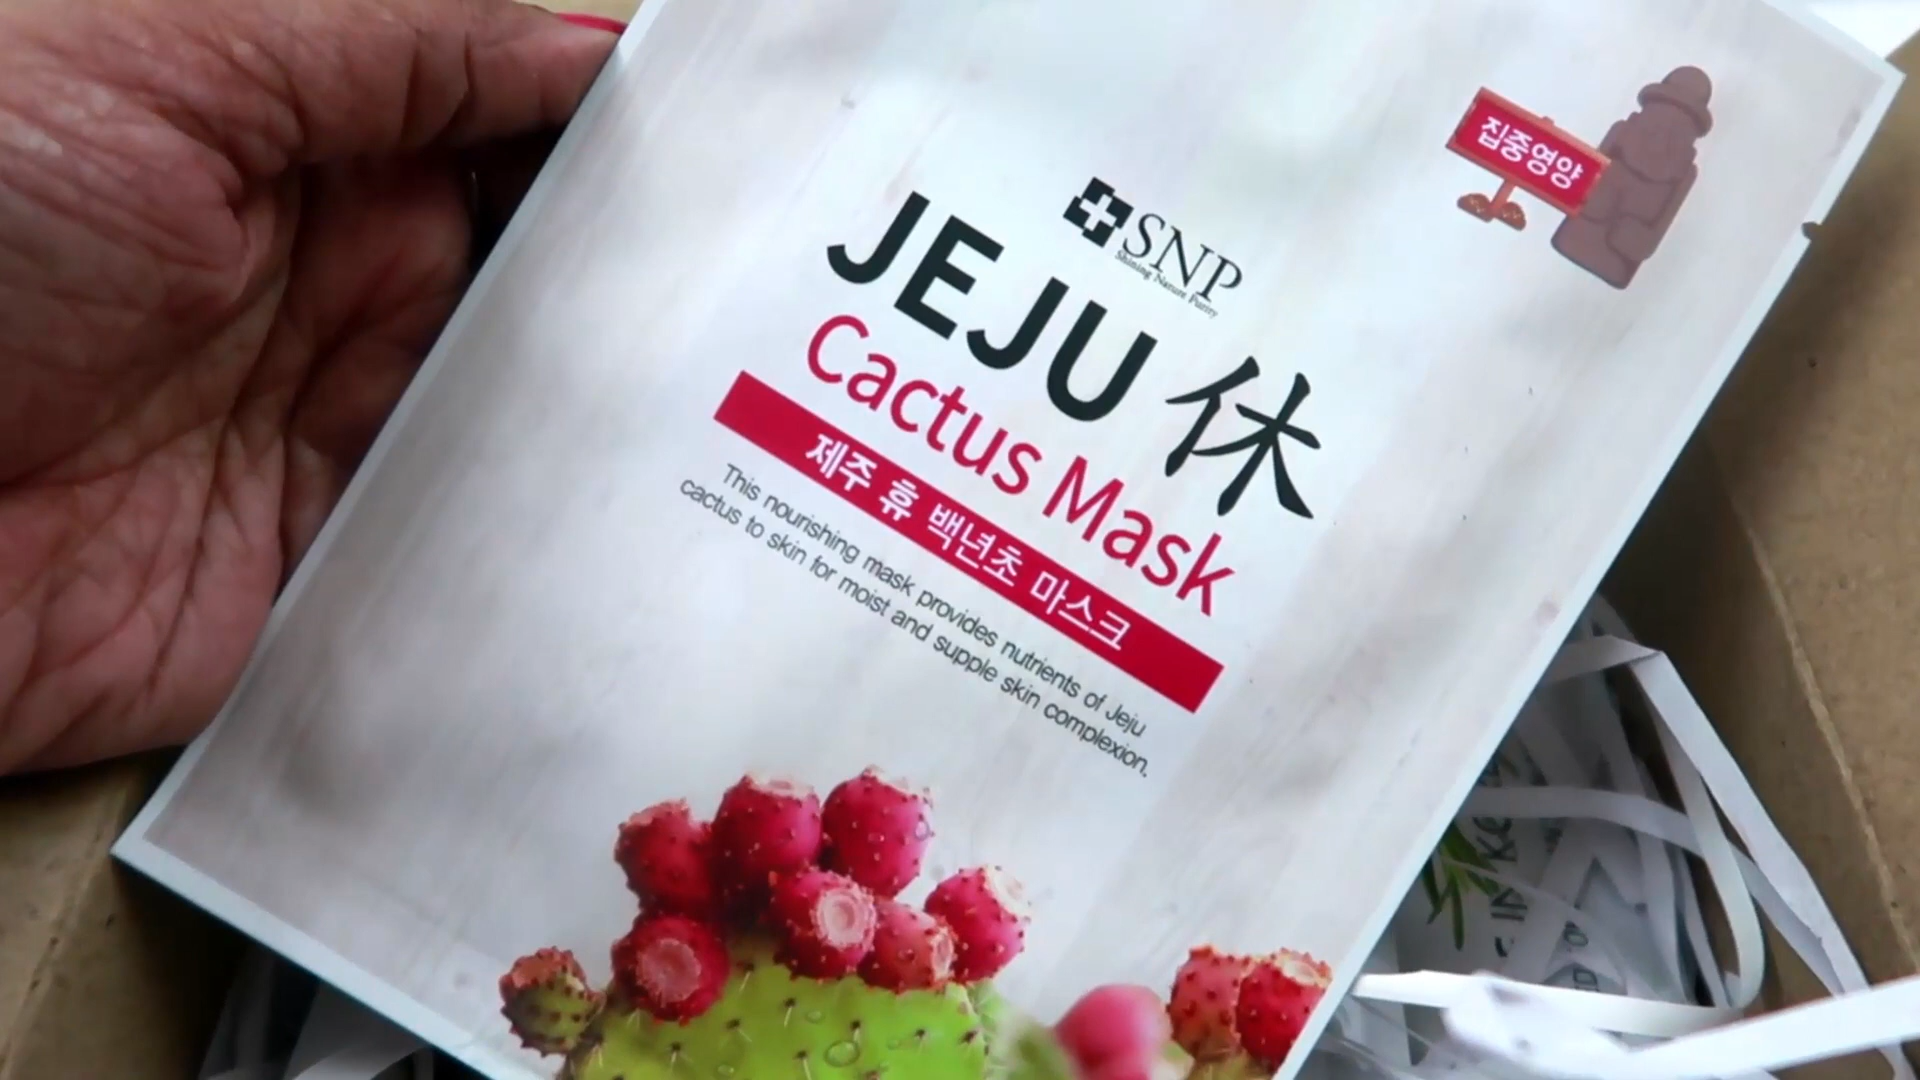 집중영양
SNP
Shining Nature Purity
JEJU 休
Cactus Mask
제주 휴 백년초 마스크
This nourishing mask provides nutrients of Jeju
cactus to skin for moist and supple skin complexion.